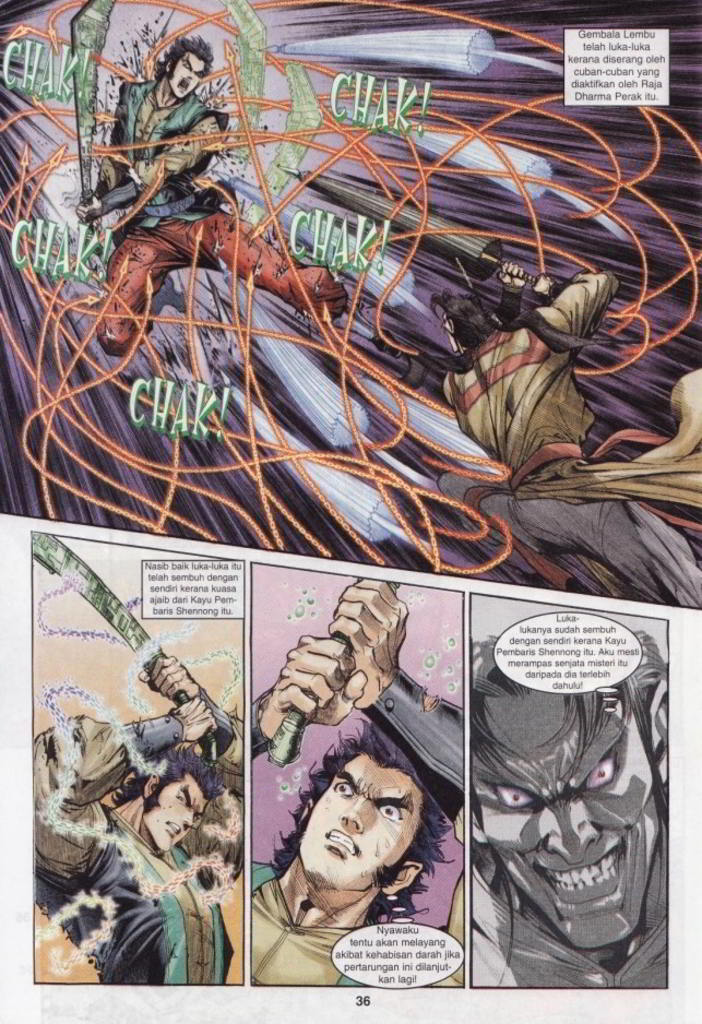 CHAK!
CHAK!
CHAK!
CHAK!
CHAK!
Gembala Lembu
telah luka-luka
kerana diserang oleh
cuban-cuban yang
diaktifkan oleh Raja
Dharma Perak itu.
Nasib baik luka-luka itu
telah sembuh dengan
sendiri kerana kuasa
ajaib dari Kayu Pem-
baris Shennong itu.
Nyawaku
tentu akan melayang
akibat kehabisan darah jika
pertarungan ini dilanjut-
kan lagi!
Luka-
lukanya sudah sembuh
dengan sendiri kerana Kayu
Pembaris Shennong itu. Aku mesti
merampas senjata misteri itu
daripada dia terlebih
dahulu!
36